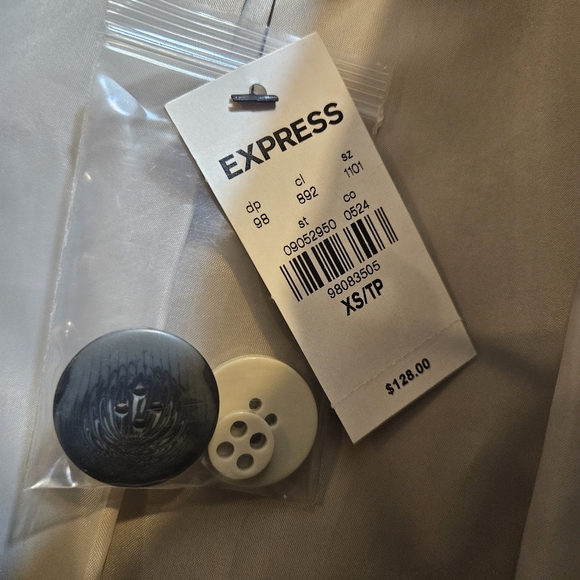 EXPRESS
dp cl sz
98 892 1101
st co
09052950 0524
98083505
XS/TP
$128.00